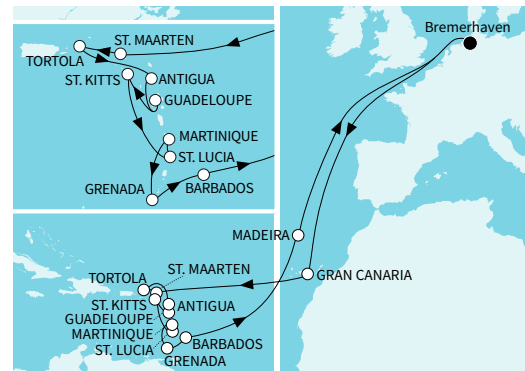 Bremerhaven
ST. MAARTEN
TORTOLA
ST. KITTS
ANTIGUA
GUADELOUPE
MARTINIQUE
ST. LUCIA
GRENADA
BARBADOS
MADEIRA
GRAN CANARIA
ST. MAARTEN
TORTOLA
ST. KITTS
ANTIGUA
GUADELOUPE
MARTINIQUE
ST. LUCIA
BARBADOS
GRENADA